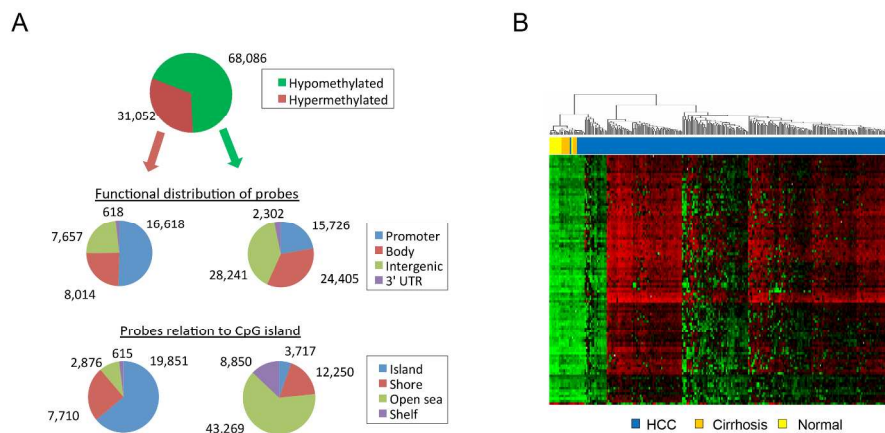 A
B
68,086
Hypomethylated
Hypermethylated
31,052
Functional distribution of probes
618
16,618
7,657
8,014
2,302
15,726
28,241
24,405
Promoter
Body
Intergenic
3' UTR
Probes relation to CpG island
2,876
615
19,851
7,710
8,850
3,717
12,250
43,269
Island
Shore
Open sea
Shelf
HCC
Cirrhosis
Normal